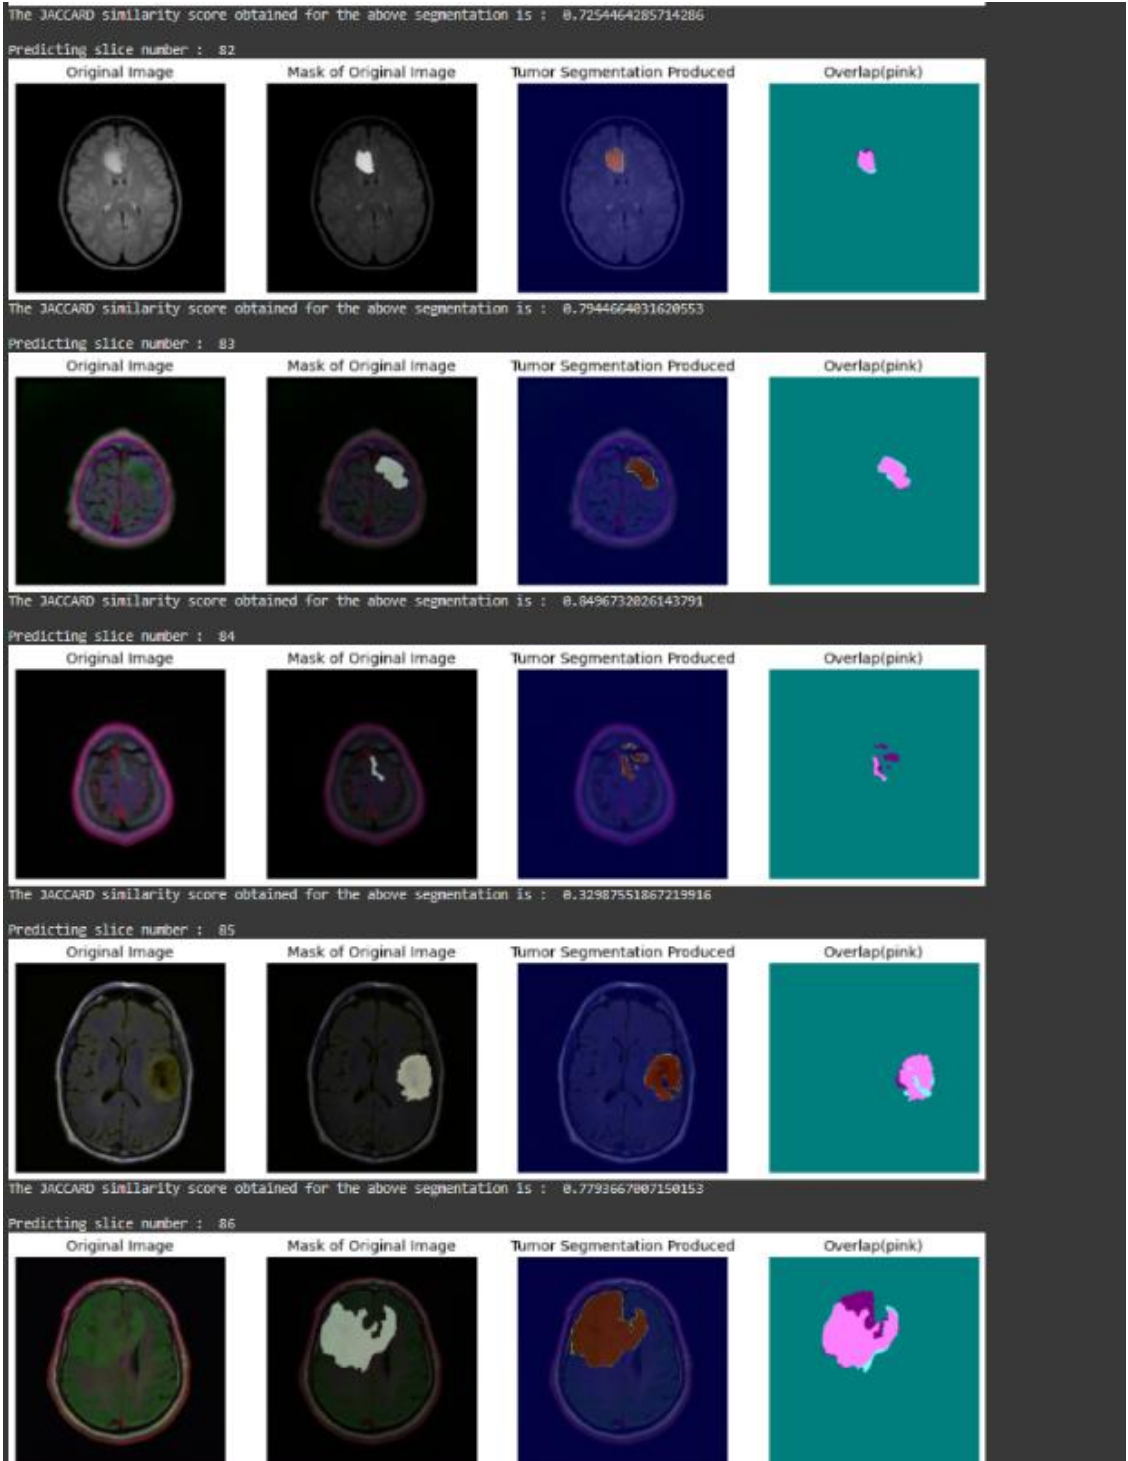 The JACCARD similarity score obtained for the above segmentation is : 0.7254464285714286
Predicting slice number : 82
Original Image Mask of Original Image Tumor Segmentation Produced Overlap(pink)
The JACCARD similarity score obtained for the above segmentation is : 0.7944664031620553
Predicting slice number : 83
Original Image Mask of Original Image Tumor Segmentation Produced Overlap(pink)
The JACCARD similarity score obtained for the above segmentation is : 0.8496732026143791
Predicting slice number : 84
Original Image Mask of Original Image Tumor Segmentation Produced Overlap(pink)
The JACCARD similarity score obtained for the above segmentation is : 0.32987551867219916
Predicting slice number : 85
Original Image Mask of Original Image Tumor Segmentation Produced Overlap(pink)
The JACCARD similarity score obtained for the above segmentation is : 0.7793667007150153
Predicting slice number : 86
Original Image Mask of Original Image Tumor Segmentation Produced Overlap(pink)